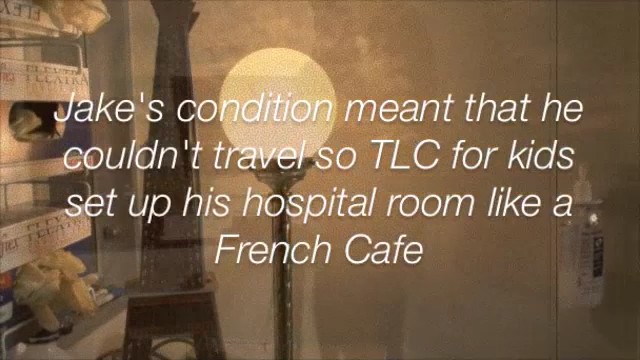 Jake's condition meant that he
couldn't travel so TLC for kids
set up his hospital room like a
French Cafe